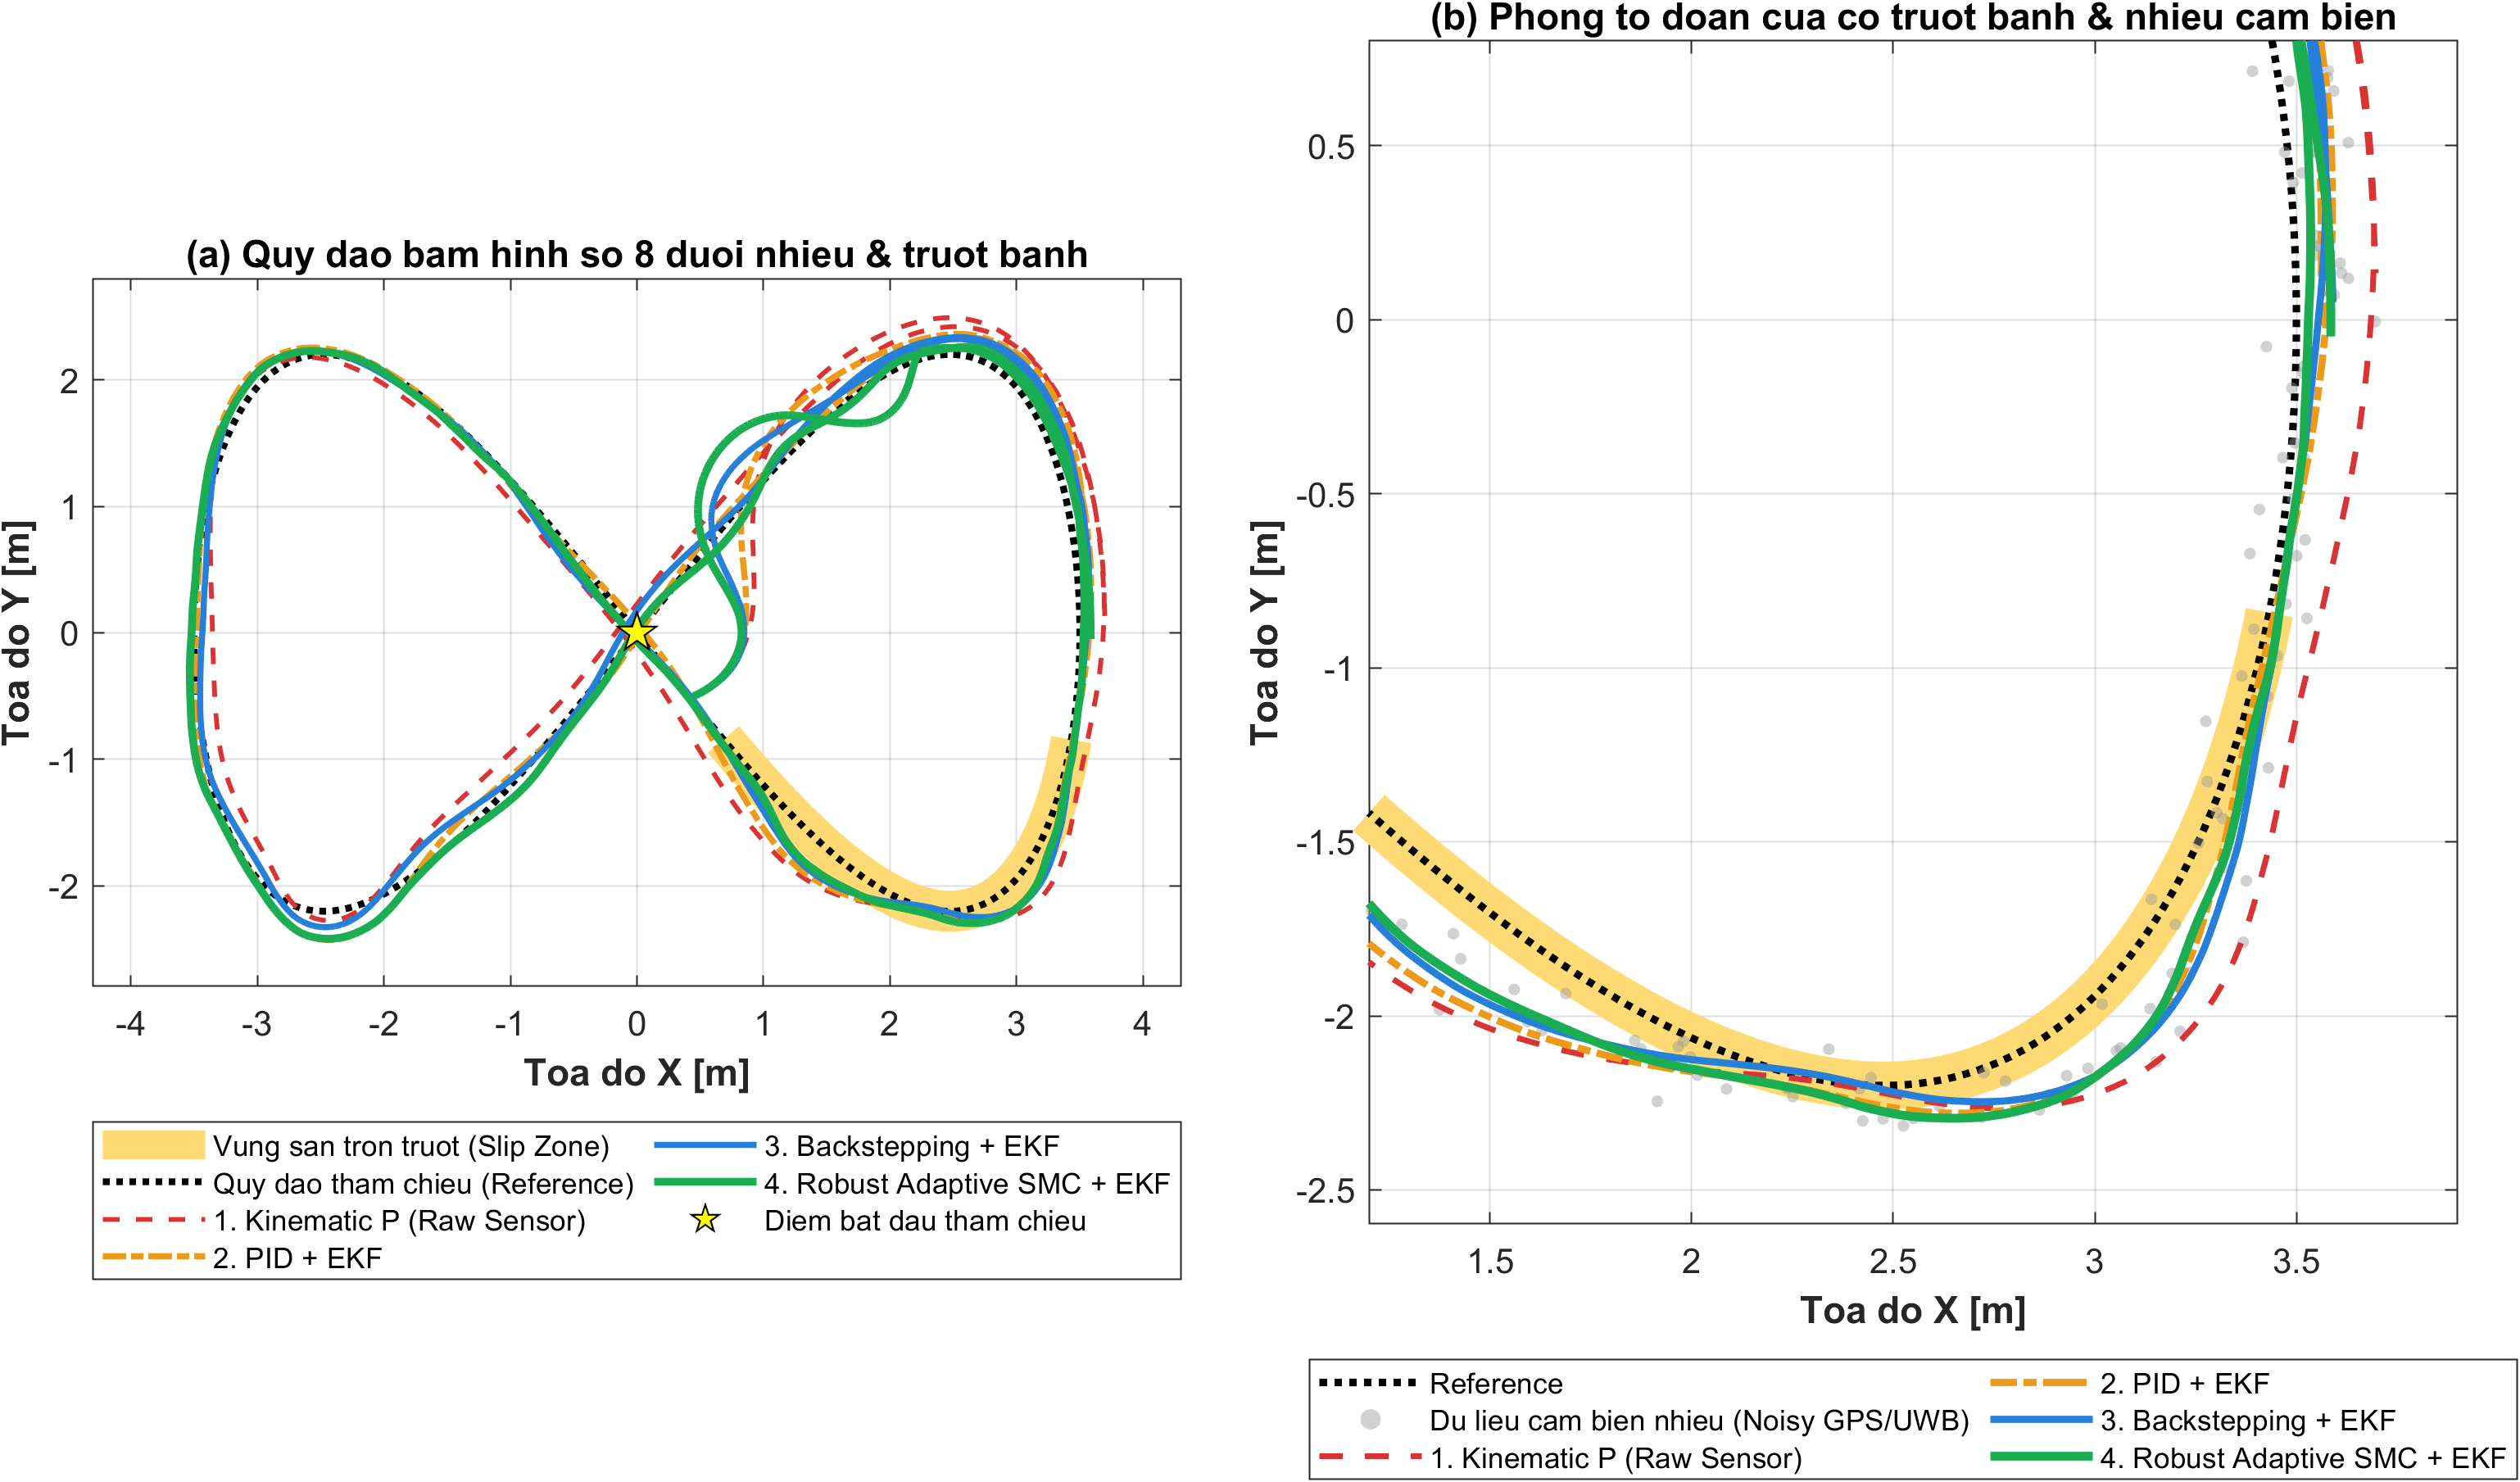 (a) Quy dao bam hinh so 8 duoi nhieu & truot banh
Toa do Y [m]
2
1
0
-1
-2
-4
-3
-2
-1
0
1
2
3
4
Toa do X [m]
Vung san tron truot (Slip Zone)
Quy dao tham chieu (Reference)
1. Kinematic P (Raw Sensor)
2. PID + EKF
3. Backstepping + EKF
4. Robust Adaptive SMC + EKF
Diem bat dau tham chieu
(b) Phong to doan cua co truot banh & nhieu cam bien
Toa do Y [m]
0.5
0
-0.5
-1
-1.5
-2
-2.5
1.5
2
2.5
3
3.5
Toa do X [m]
Reference
Du lieu cam bien nhieu (Noisy GPS/UWB)
1. Kinematic P (Raw Sensor)
2. PID + EKF
3. Backstepping + EKF
4. Robust Adaptive SMC + EKF